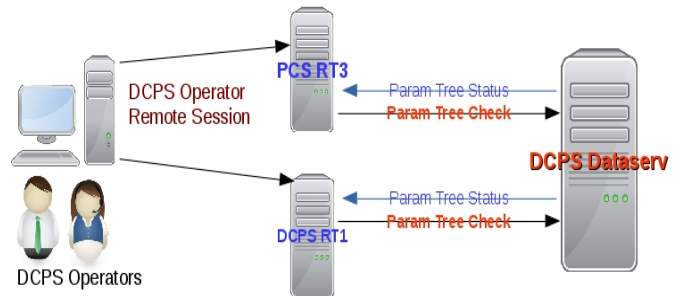 PCS RT3
DCPS Operator
Remote Session
Param Tree Status
Param Tree Check
DCPS Dataserv
Param Tree Status
Param Tree Check
DCPS RT1
DCPS Operators